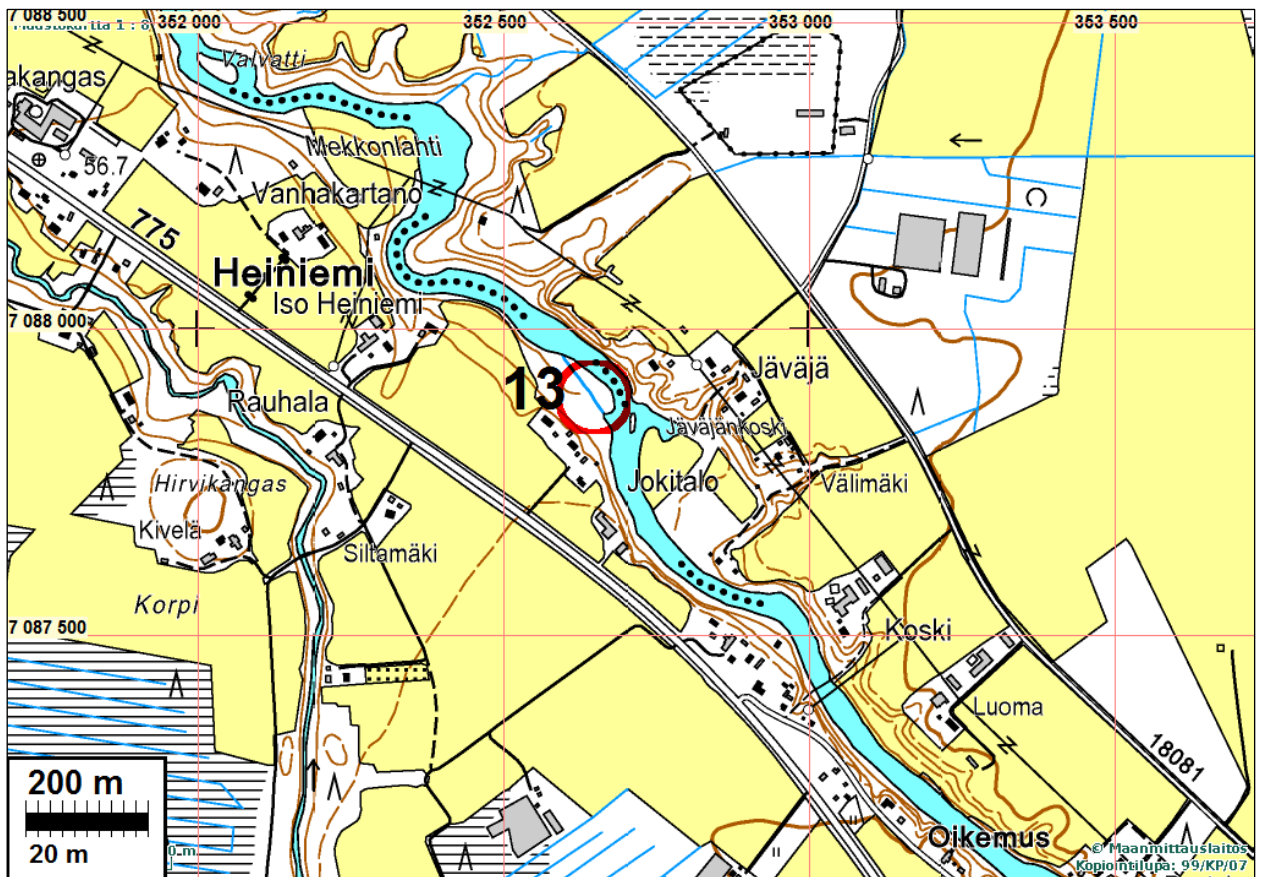 7 088 500
352 000
352 500
353 000
353 500
Valvatti
akangas
56.7
Mekkonlahti
Vanhakartano
775
Heiniemi
Iso Heiniemi
7 088 000
13
Jäväjä
Rauhala
Jäväjänkoski
Jokitalo
Välimäki
Hirvikangas
Kivelä
Siltamäki
Korpi
7 087 500
Koski
Luoma
18081
200 m
20 m
Oikemus
© Maanmittauslaitos
Kopiointilupa: 99/KP/07